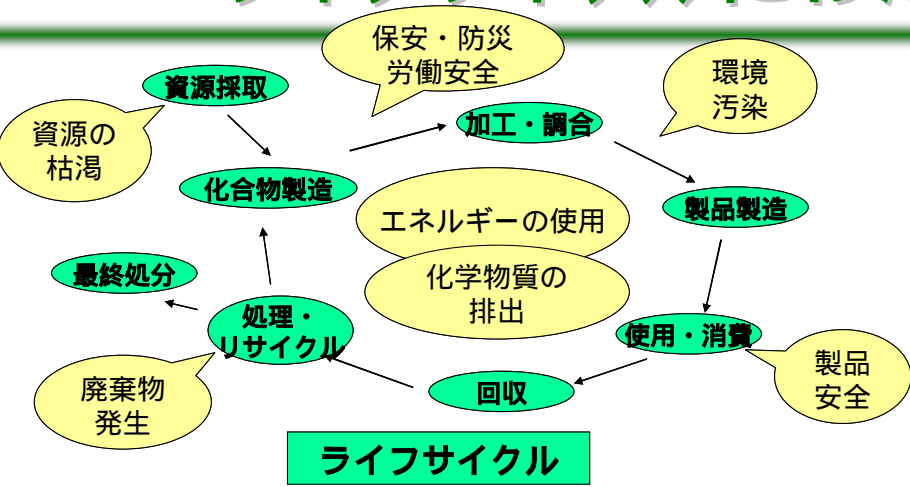 保安・防災
労働安全
資源採取
環境
汚染
加工・調合
資源の
枯渇
化合物製造
エネルギーの使用
製品製造
最終処分
化学物質の
排出
処理・
リサイクル
使用・消費
製品
安全
廃棄物
発生
回収
ライフサイクル